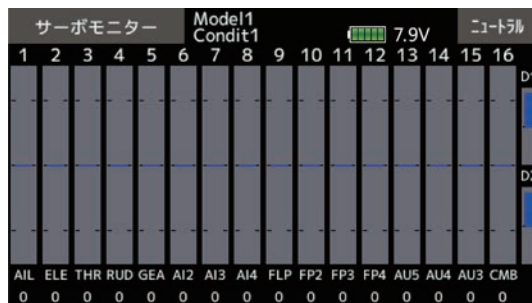 サーボモニター Model1 Condit1 7.9V ニュートラル
1 2 3 4 5 6 7 8 9 10 11 12 13 14 15 16
D1
D2
AIL ELE THR RUD GEA AI2 AI3 AI4 FLP FP2 FP3 FP4 AU5 AU4 AU3 CMB
0 0 0 0 0 0 0 0 0 0 0 0 0 0 0 0